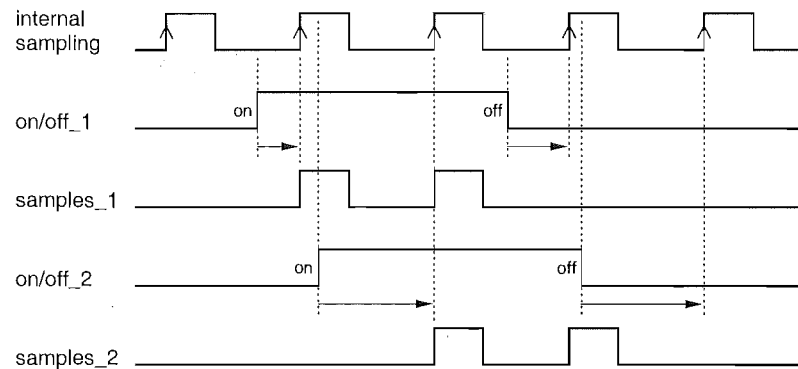 internal
sampling
on
off
on/off_1
samples_1
on
off
on/off_2
samples_2